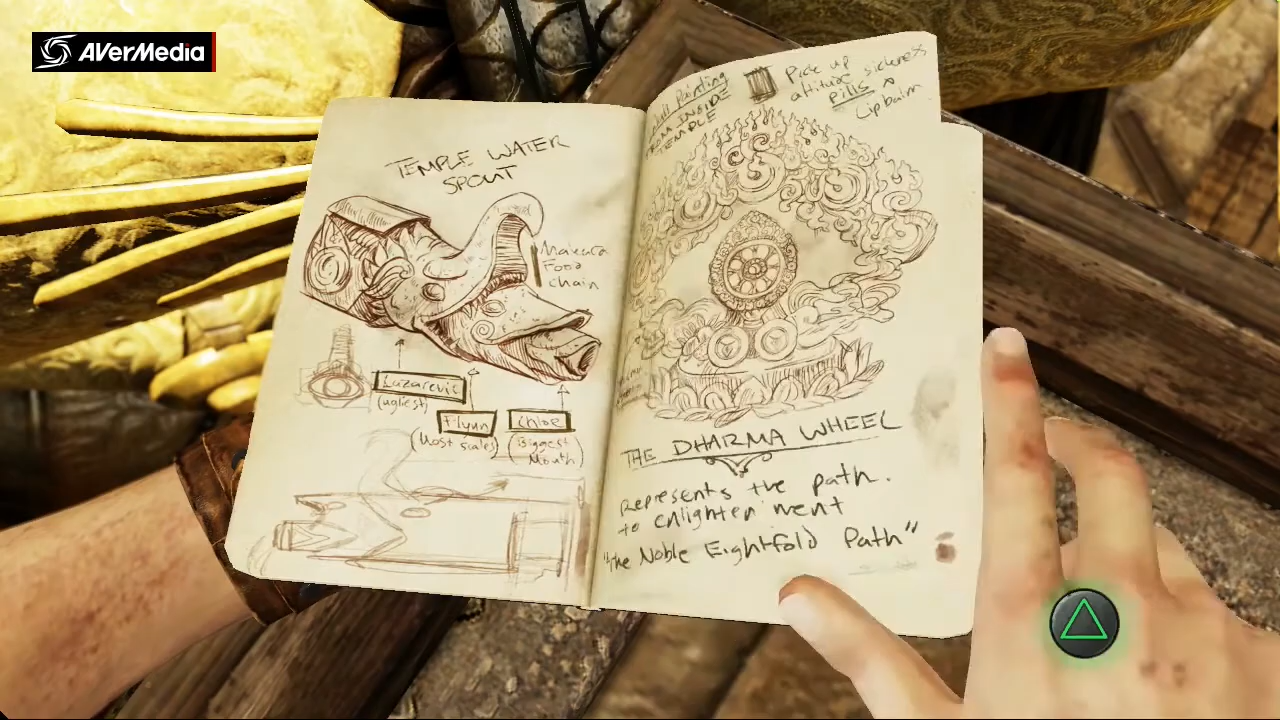 AVerMedia
TEMPLE WATER
SPOUT
Makara
Food
chain
Lazarevic
(ugliest)
Flynn
(Most scales)
Chloe
(Biggest
Mouth)
Wall Painting
FROM INSIDE
TEMPLE
Pick up
altitude sickness
Pills &
Lipbalm
THE DHARMA WHEEL
Represents the path
to enlightenment
"the Noble Eightfold Path"